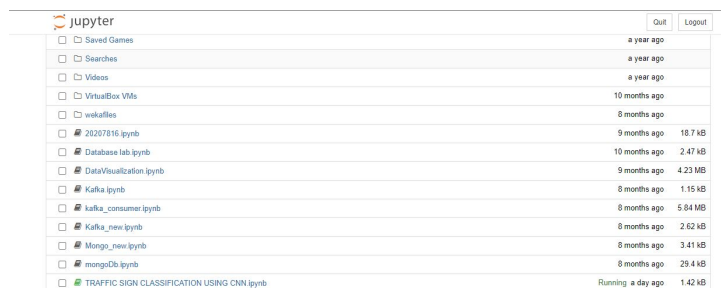 jupyter Quit Logout
Saved Games a year ago
Searches a year ago
Videos a year ago
VirtualBox VMs 10 months ago
wekafiles 8 months ago
20207816.ipynb 9 months ago 18.7 kB
Database lab.ipynb 10 months ago 2.47 kB
DataVisualization.ipynb 9 months ago 4.23 MB
Kafka.ipynb 8 months ago 1.15 kB
kafka_consumer.ipynb 8 months ago 5.84 MB
Kafka_new.ipynb 8 months ago 2.62 kB
Mongo_new.ipynb 8 months ago 3.41 kB
mongoDb.ipynb 8 months ago 29.4 kB
TRAFFIC SIGN CLASSIFICATION USING CNN.ipynb Running a day ago 1.42 kB